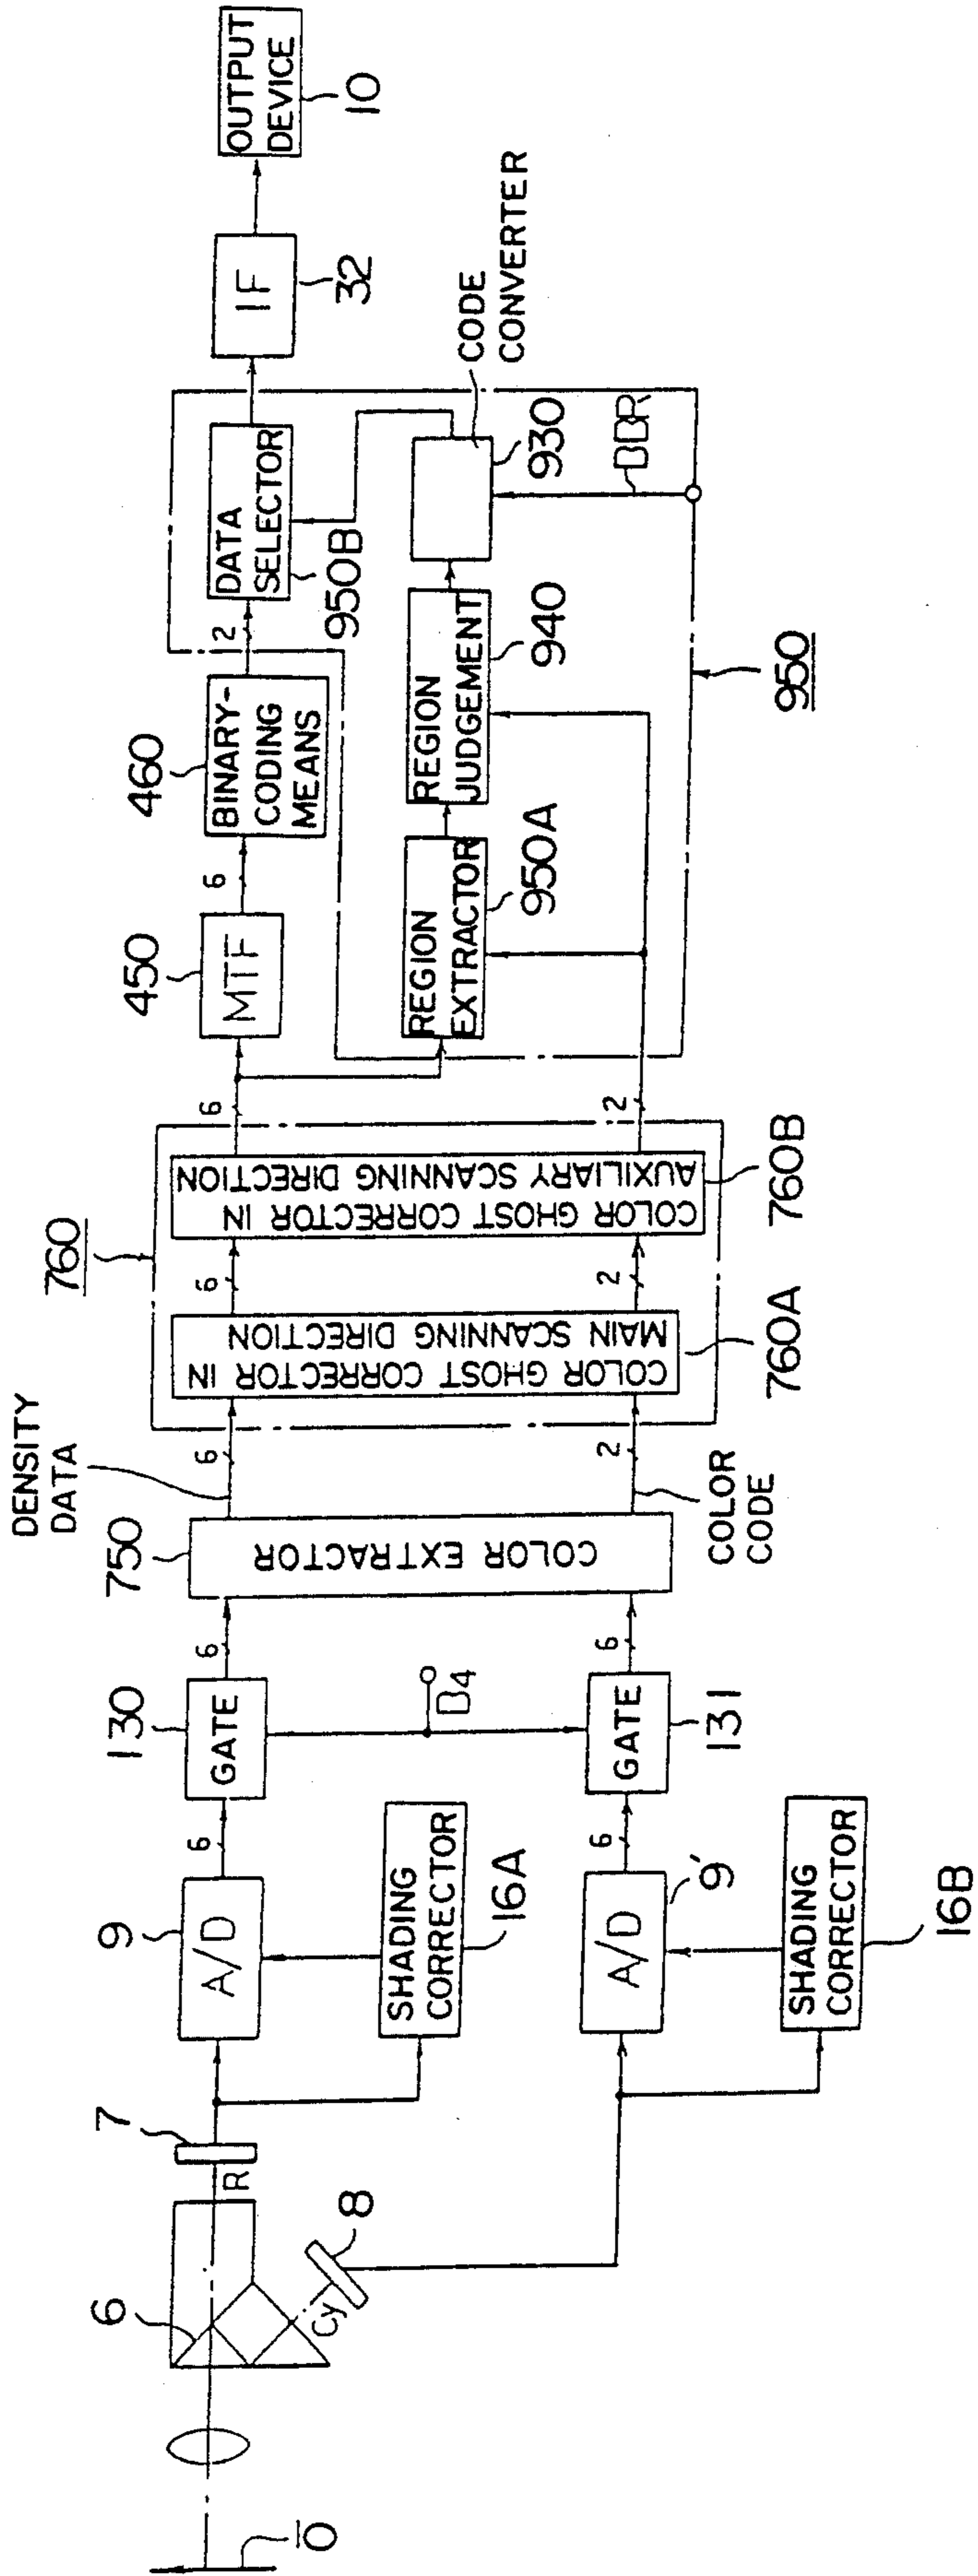 O
6
R
7
Cy
8
9
A/D
SHADING
CORRECTOR
16A
A/D
9'
SHADING
CORRECTOR
16B
6
6
130
GATE
B4
GATE
131
6
6
750
COLOR EXTRACTOR
DENSITY
DATA
6
2
COLOR
CODE
760
COLOR GHOST CORRECTOR IN
MAIN SCANNING DIRECTION
760A
6
2
COLOR GHOST CORRECTOR IN
AUXILIARY SCANNING DIRECTION
760B
6
2
450
MTF
6
460
BINARY-
CODING
MEANS
2
DATA
SELECTOR
950B
REGION
EXTRACTOR
950A
REGION
JUDGEMENT
940
930
CODE
CONVERTER
BBR
950
IF
32
OUTPUT
DEVICE
10